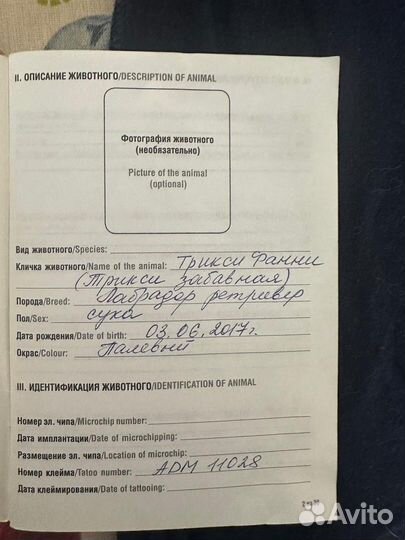 II. ОПИСАНИЕ ЖИВОТНОГО/DESCRIPTION OF ANIMAL
Фотография животного
(необязательно)
Picture of the animal
(optional)
Вид животного/Species:
Кличка животного/Name of the animal: Трикси Фанни
(Трикси забавная)
Порода/Breed: Лабрадор ретривер
Пол/Sex: сука
Дата рождения/Date of birth: 03.06.2017г.
Окрас/Colour: Палевый
III. ИДЕНТИФИКАЦИЯ ЖИВОТНОГО/IDENTIFICATION OF ANIMAL
Номер эл. чипа/Microchip number:
Дата имплантации/Date of microchipping:
Размещение эл. чипа/Location of microchip:
Номер клейма/Tatoo number: АРМ 11028
Дата клеймирования/Date of tattooing:
Avito